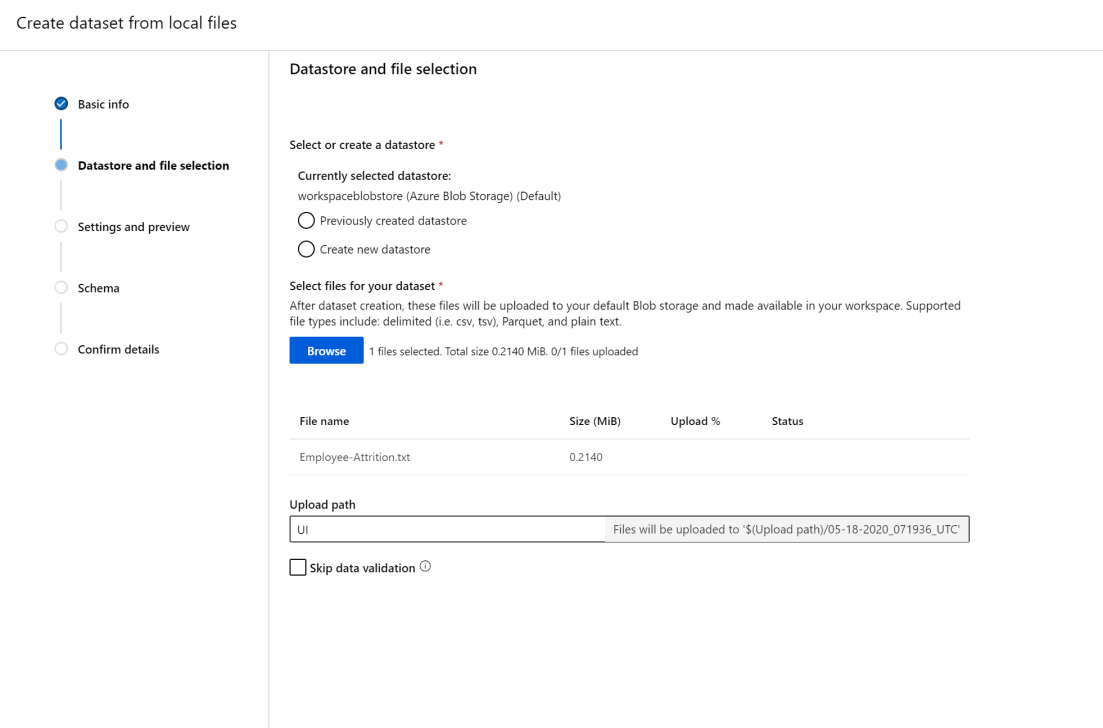 Create dataset from local files
Basic info
Datastore and file selection
Settings and preview
Schema
Confirm details
Datastore and file selection
Select or create a datastore *
Currently selected datastore:
workspaceblobstore (Azure Blob Storage) (Default)
Previously created datastore
Create new datastore
Select files for your dataset *
After dataset creation, these files will be uploaded to your default Blob storage and made available in your workspace. Supported
file types include: delimited (i.e. csv, tsv), Parquet, and plain text.
Browse 1 files selected. Total size 0.2140 MiB. 0/1 files uploaded
File name Size (MiB) Upload % Status
Employee-Attrition.txt 0.2140
Upload path
UI Files will be uploaded to '$(Upload path)/05-18-2020_071936_UTC'
Skip data validation